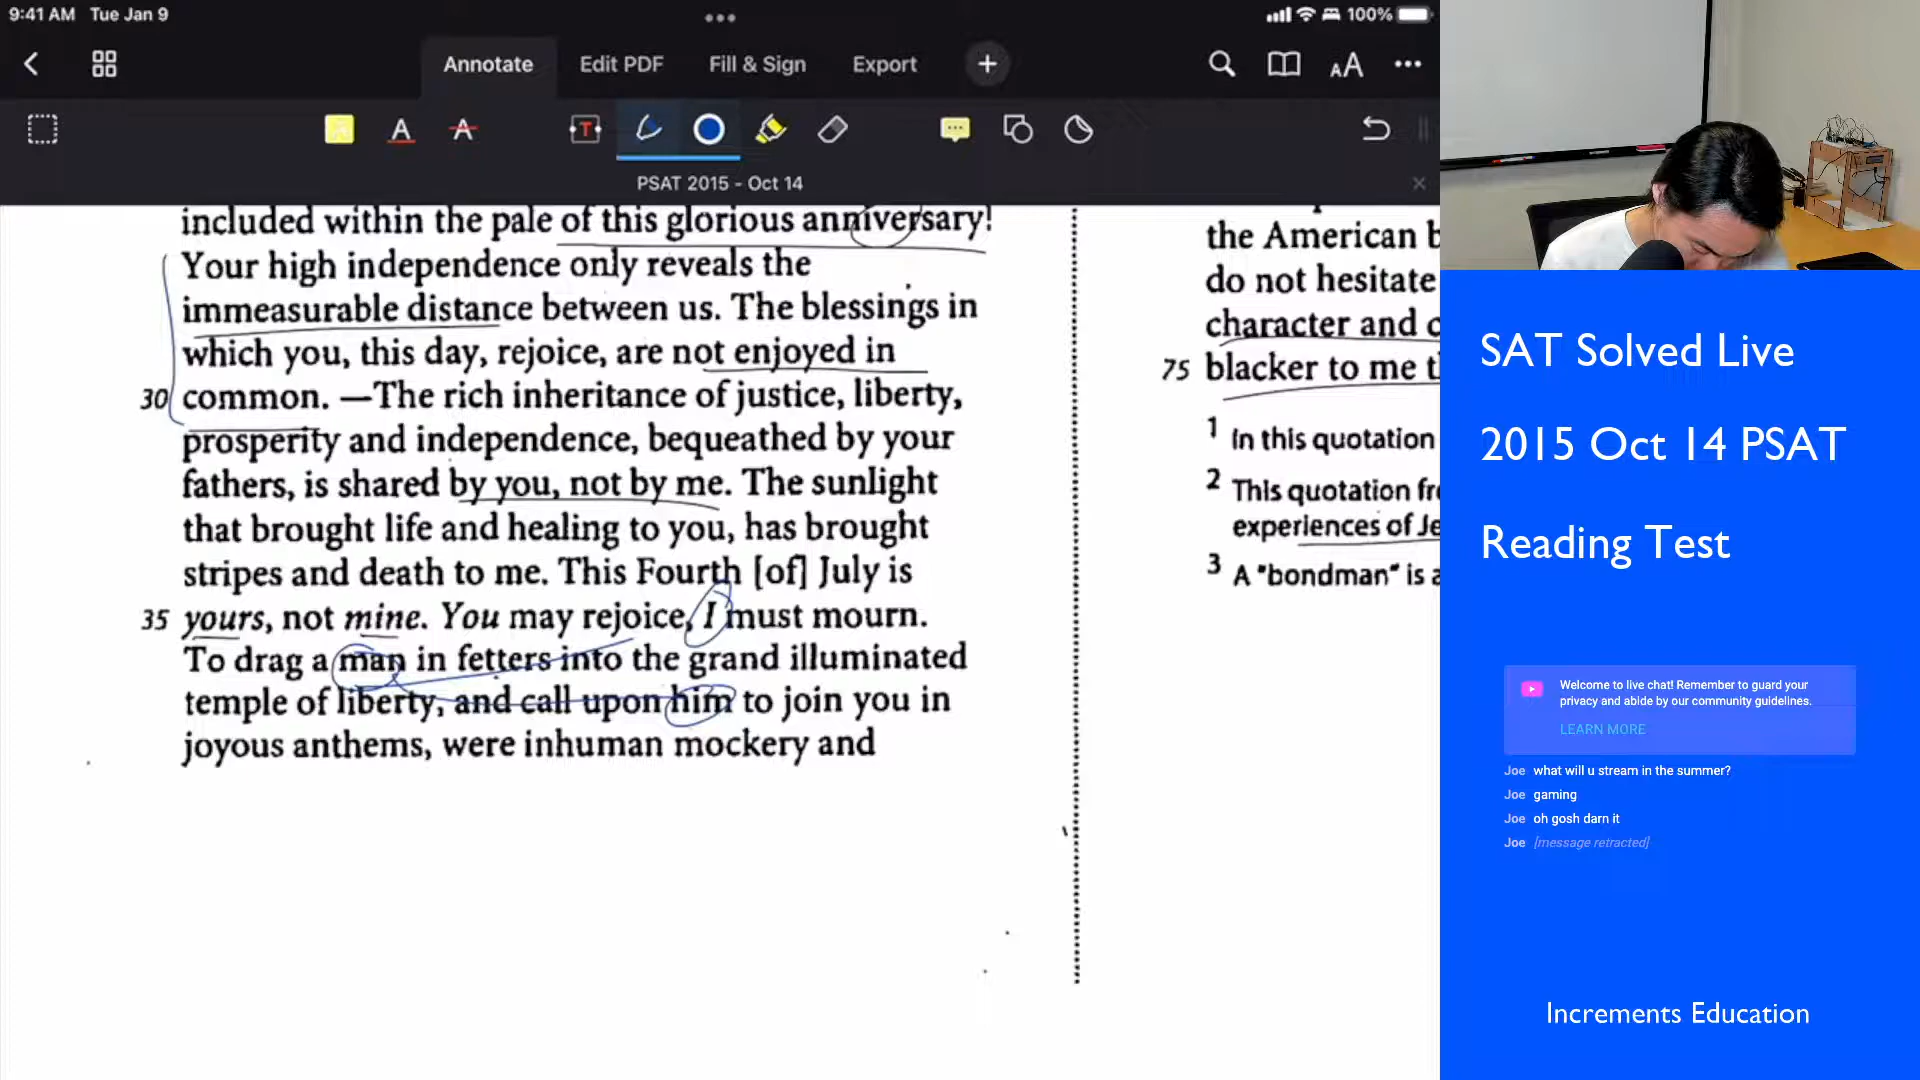 9:41 AM Tue Jan 9
100%
Annotate
Edit PDF
Fill & Sign
Export
AA
A
A
T
PSAT 2015 - Oct 14
included within the pale of this glorious anniversary!
Your high independence only reveals the
immeasurable distance between us. The blessings in
which you, this day, rejoice, are not enjoyed in
30 common. —The rich inheritance of justice, liberty,
prosperity and independence, bequeathed by your
fathers, is shared by you, not by me. The sunlight
that brought life and healing to you, has brought
stripes and death to me. This Fourth [of] July is
35 yours, not mine. You may rejoice, I must mourn.
To drag a man in fetters into the grand illuminated
temple of liberty, and call upon him to join you in
joyous anthems, were inhuman mockery and
the American b
do not hesitate
character and c
75 blacker to me t
1 In this quotation
2 This quotation fr
experiences of Je
3 A "bondman" is a
SAT Solved Live
2015 Oct 14 PSAT
Reading Test
Welcome to live chat! Remember to guard your
privacy and abide by our community guidelines.
LEARN MORE
Joe what will u stream in the summer?
Joe gaming
Joe oh gosh darn it
Joe [message retracted]
Increments Education